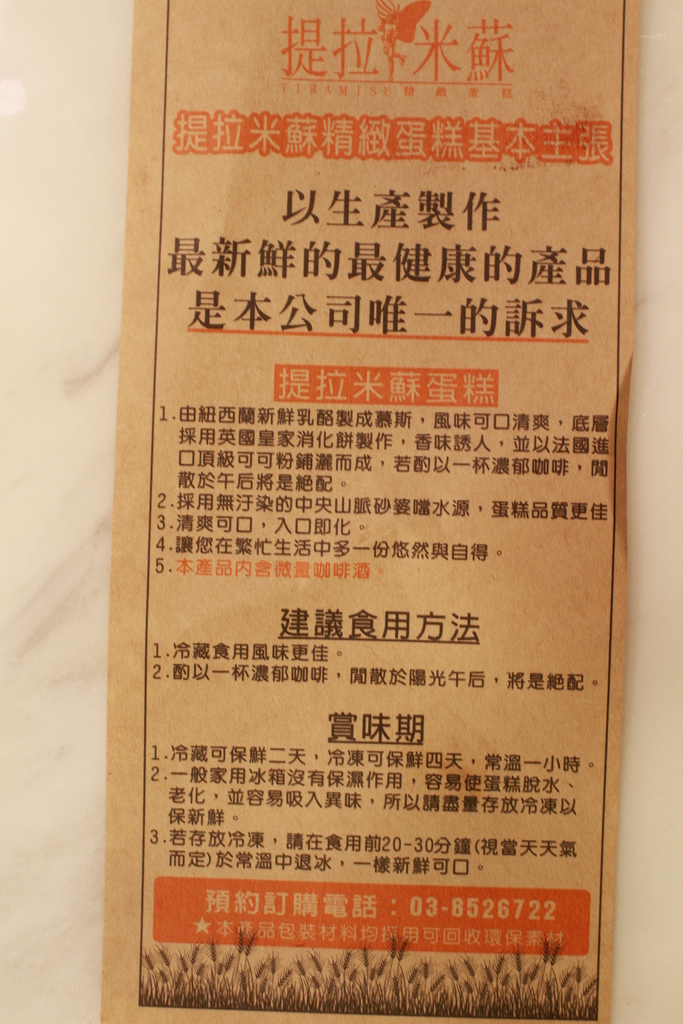 提拉米蘇
TIRAMISU 精緻蛋糕
提拉米蘇精緻蛋糕基本主張
以生產製作
最新鮮的最健康的產品
是本公司唯一的訴求
提拉米蘇蛋糕
1.由紐西蘭新鮮乳酪製成慕斯，風味可口清爽，底層
採用英國皇家消化餅製作，香味誘人，並以法國進
口頂級可可粉鋪灑而成，若酌以一杯濃郁咖啡，閒
散於午后將是絕配。
2.採用無汙染的中央山脈砂婆噹水源，蛋糕品質更佳
3.清爽可口，入口即化。
4.讓您在繁忙生活中多一份悠然與自得。
5.本產品內含微量咖啡酒。
建議食用方法
1.冷藏食用風味更佳。
2.酌以一杯濃郁咖啡，閒散於陽光午后，將是絕配。
賞味期
1.冷藏可保鮮二天，冷凍可保鮮四天，常溫一小時。
2.一般家用冰箱沒有保濕作用，容易使蛋糕脫水、
老化，並容易吸入異味，所以請盡量存放冷凍以
保新鮮。
3.若存放冷凍，請在食用前20-30分鐘(視當天天氣
而定)於常溫中退冰，一樣新鮮可口。
預約訂購電話：03-8526722
★本產品包裝材料均採用可回收環保素材